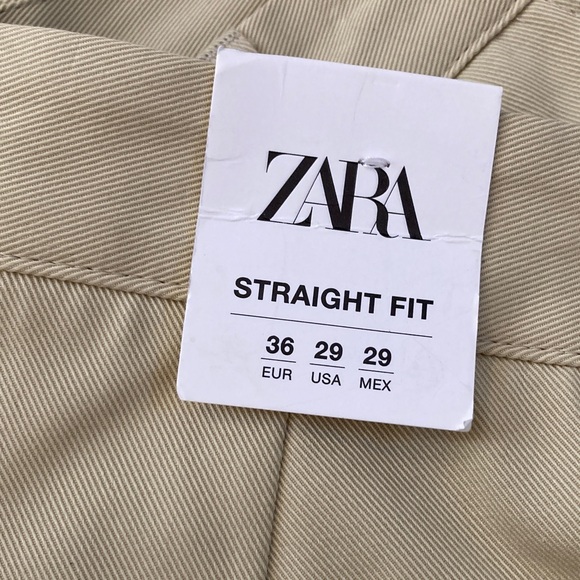 ZARA
STRAIGHT FIT
36 29 29
EUR USA MEX